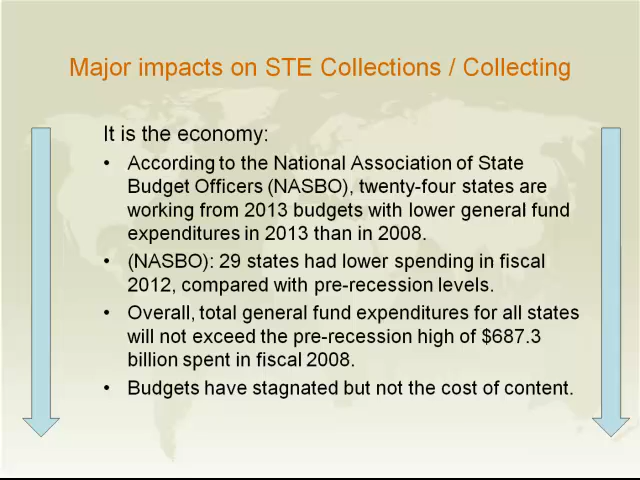 Major impacts on STE Collections / Collecting
It is the economy:
• According to the National Association of State
Budget Officers (NASBO), twenty-four states are
working from 2013 budgets with lower general fund
expenditures in 2013 than in 2008.
• (NASBO): 29 states had lower spending in fiscal
2012, compared with pre-recession levels.
• Overall, total general fund expenditures for all states
will not exceed the pre-recession high of $687.3
billion spent in fiscal 2008.
• Budgets have stagnated but not the cost of content.